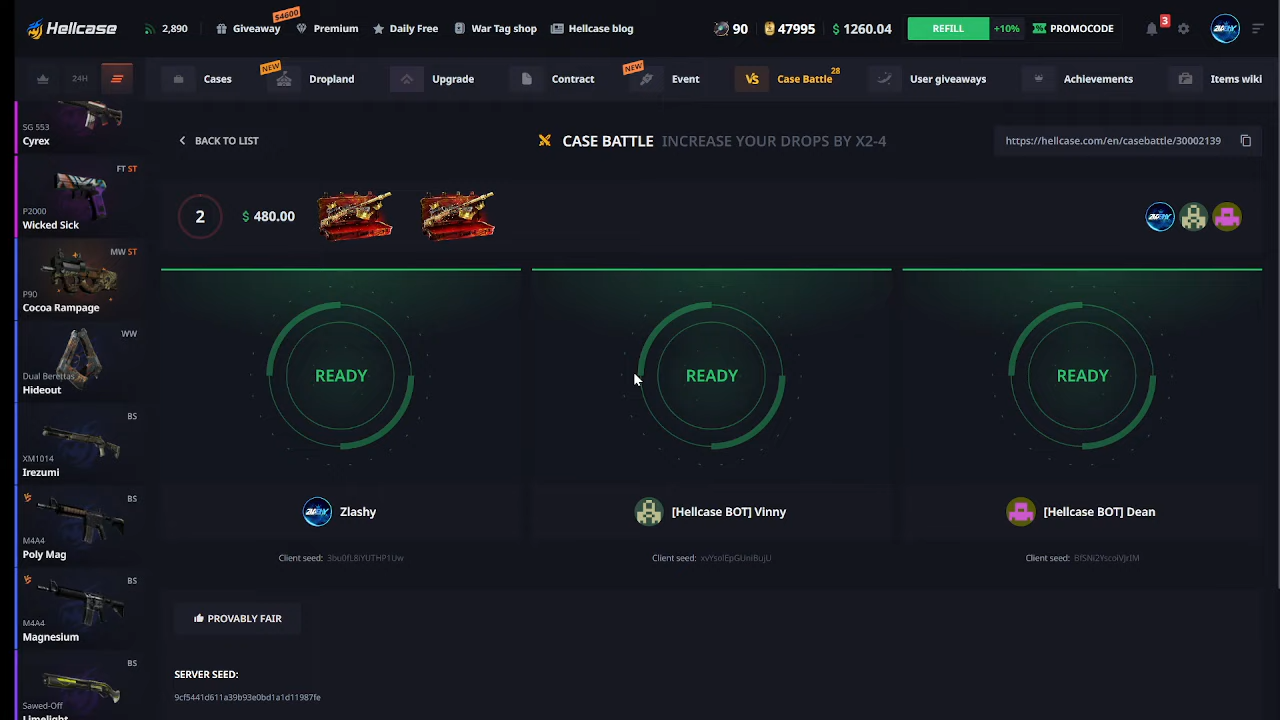 Hellcase
2,890
Giveaway
$4600
Premium
Daily Free
War Tag shop
Hellcase blog
90
47995
$ 1260.04
REFILL
+10%
PROMOCODE
3
ZLASHY
24H
Cases
NEW
Dropland
Upgrade
Contract
NEW
Event
VS
Case Battle
28
User giveaways
Achievements
Items wiki
SG 553
Cyrex
FT ST
P2000
Wicked Sick
MW ST
P90
Cocoa Rampage
WW
Dual Berettas
Hideout
BS
XM1014
Irezumi
BS
M4A4
Poly Mag
BS
M4A4
Magnesium
BS
Sawed-Off
Limelight
BACK TO LIST
CASE BATTLE INCREASE YOUR DROPS BY X2-4
https://hellcase.com/en/casebattle/30002139
2
$ 480.00
READY
READY
READY
Zlashy
[Hellcase BOT] Vinny
[Hellcase BOT] Dean
Client seed: 3bu0fL8iYUTHP1Uw
Client seed:
Client seed:
PROVABLY FAIR
SERVER SEED:
9cf5441d611a39b93e0bd1a1d11987fe